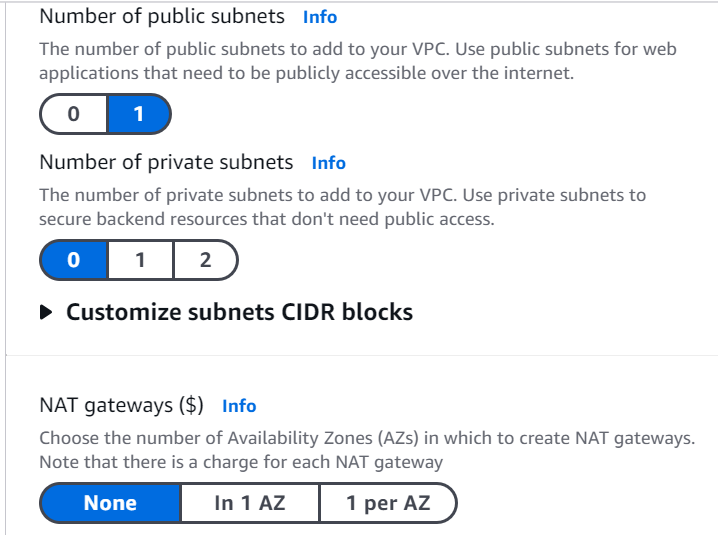 Number of public subnets Info
The number of public subnets to add to your VPC. Use public subnets for web
applications that need to be publicly accessible over the internet.
0 1
Number of private subnets Info
The number of private subnets to add to your VPC. Use private subnets to
secure backend resources that don't need public access.
0 1 2
Customize subnets CIDR blocks
NAT gateways ($) Info
Choose the number of Availability Zones (AZs) in which to create NAT gateways.
Note that there is a charge for each NAT gateway
None In 1 AZ 1 per AZ